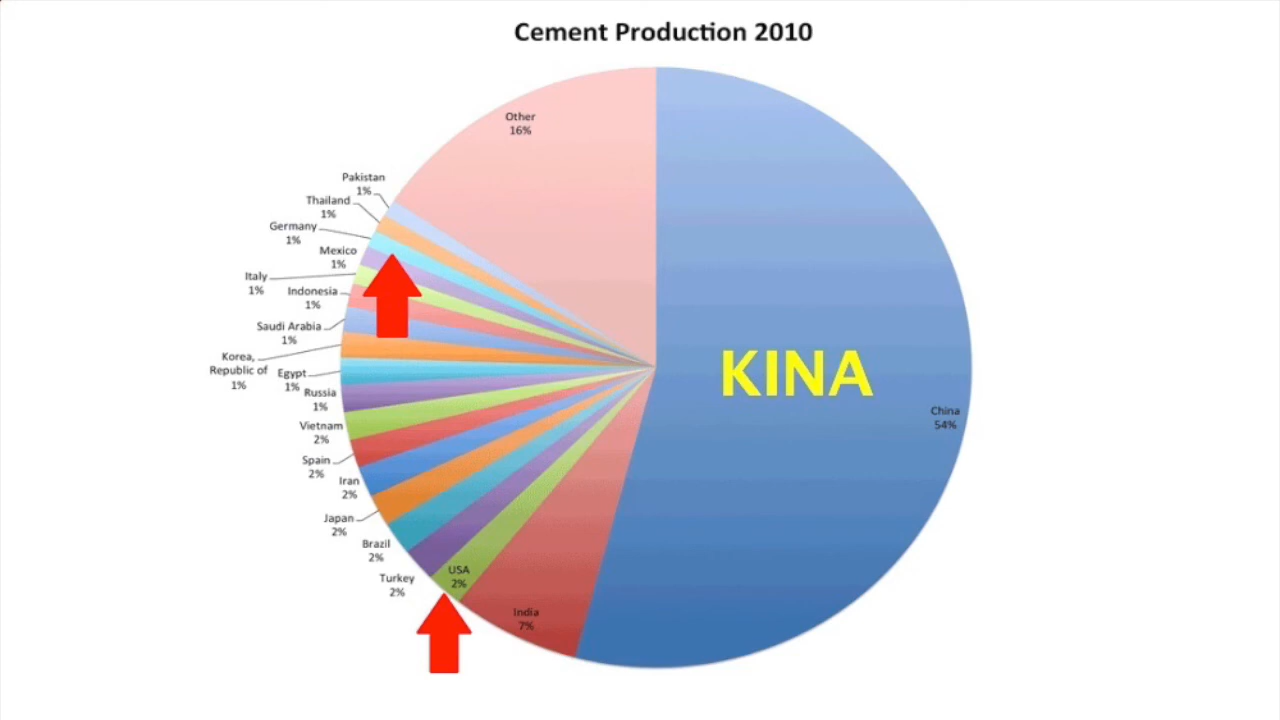 Cement Production 2010
Other
16%
Pakistan
1%
Thailand
1%
Germany
1%
Mexico
1%
Italy
1%
Indonesia
1%
Saudi Arabia
1%
Korea,
Republic of
1%
Egypt
1%
Russia
1%
Vietnam
2%
Spain
2%
Iran
2%
Japan
2%
Brazil
2%
Turkey
2%
USA
2%
India
7%
KINA
China
54%